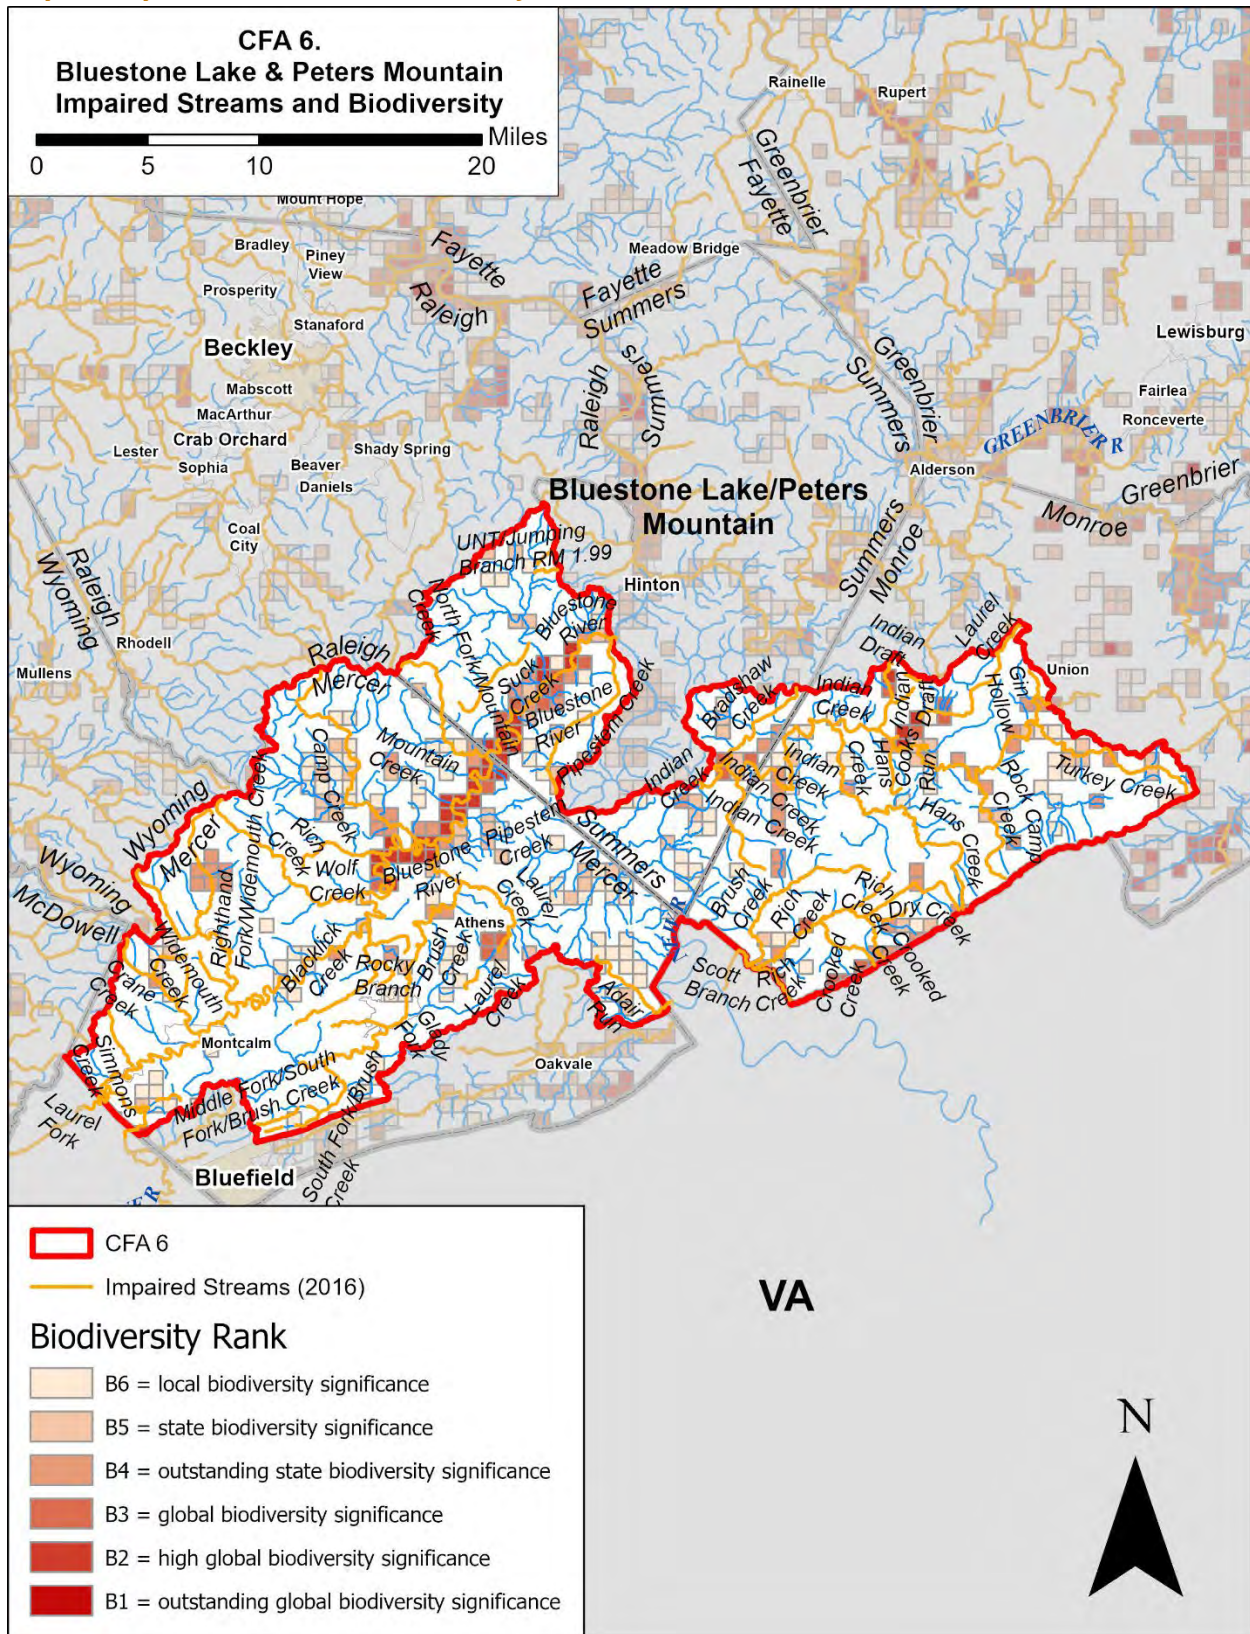 CFA 6.
Bluestone Lake & Peters Mountain
Impaired Streams and Biodiversity
Miles
0 5 10 20
Rainelle
Rupert
Greenbrier
Fayette
Mount Hope
Bradley
Piney
View
Prosperity
Stanaford
Beckley
Mabscott
MacArthur
Crab Orchard
Lester
Sophia
Beaver
Daniels
Shady Spring
Coal
City
Fayette
Raleigh
Meadow Bridge
Fayette
Summers
Raleigh
Summers
Greenbrier
Summers
Lewisburg
Fairlea
Ronceverte
GREENBRIER R
Alderson
Greenbrier
Monroe
Bluestone Lake/Peters
Mountain
Summers
Monroe
Raleigh
Wyoming
Rhodell
Mullens
UNT/Jumping
Branch RM 1.99
Hinton
North Fork/Mountain
Creek
Bluestone
River
Raleigh
Mercer
Suck
Creek
Bluestone
River
Pipestem Creek
Bradshaw
Creek
Indian
Creek
Indian
Draft
Laurel
Creek
Union
Gin
Hollow
Indian
Draft
Cooks
Run
Hans
Creek
Indian
Creek
Indian
Creek
Indian Creek
Indian Creek
Turkey Creek
Rock Camp
Creek
Hans Creek
Mountain
Creek
Camp Creek
Rich
Creek
Wolf
Creek
Bluestone
River
Pipestem
Creek
Laurel
Creek
Summers
Mercer
Wyoming
Mercer
Wyoming
McDowell
Righthand
Fork/Widemouth Creek
Widemouth
Creek
Crane
Creek
Blacklick
Creek
Rocky
Branch
Brush
Creek
Athens
Laurel
Creek
Glady
Fork
Adair
Run
Brush
Creek
Rich
Creek
Rich
Creek
Dry Creek
Crooked
Creek
Crooked
Creek
Scott
Branch
Rich
Creek
Simmons
Creek
Montcalm
Middle Fork/South
Fork/Brush Creek
South Fork/Brush
Creek
Oakvale
Laurel
Fork
Bluefield
VA
N
CFA 6
Impaired Streams (2016)
Biodiversity Rank
B6 = local biodiversity significance
B5 = state biodiversity significance
B4 = outstanding state biodiversity significance
B3 = global biodiversity significance
B2 = high global biodiversity significance
B1 = outstanding global biodiversity significance